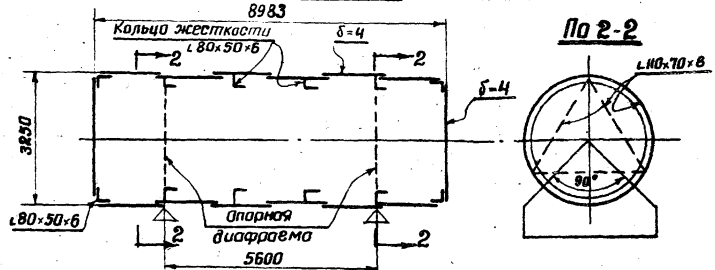 8983
Кольца жесткости
∟80×50×6
2
2
δ=4
По 2-2
∟110×70×8
δ=4
3250
90°
∟80×50×6
Опорная
диафрагма
2
2
5600